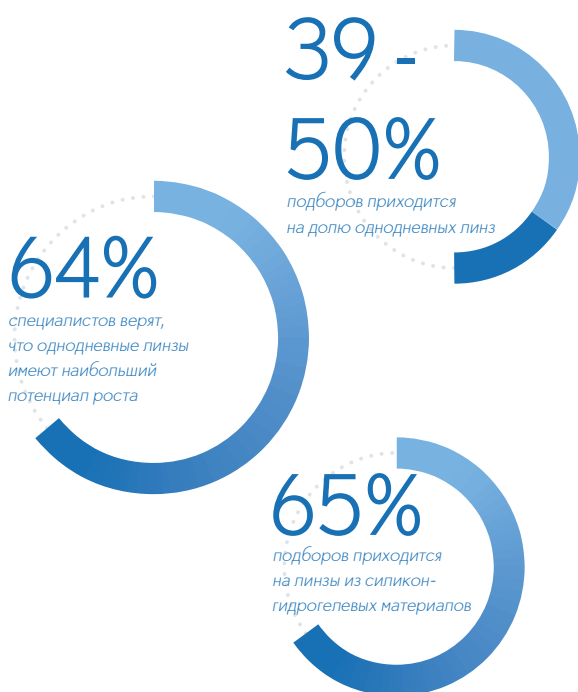 39 -
50%
подборов приходится
на долю однодневных линз
64%
специалистов верят,
что однодневные линзы
имеют наибольший
потенциал роста
65%
подборов приходится
на линзы из силикон-
гидрогелевых материалов